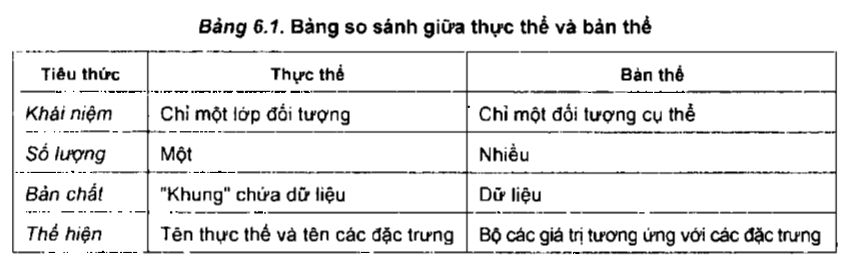 Bảng 6.1. Bảng so sánh giữa thực thể và bản thể
Tiêu thức Thực thể Bản thể
Khái niệm Chỉ một lớp đối tượng Chỉ một đối tượng cụ thể
Số lượng Một Nhiều
Bản chất "Khung" chứa dữ liệu Dữ liệu
Thể hiện Tên thực thể và tên các đặc trưng Bộ các giá trị tương ứng với các đặc trưng